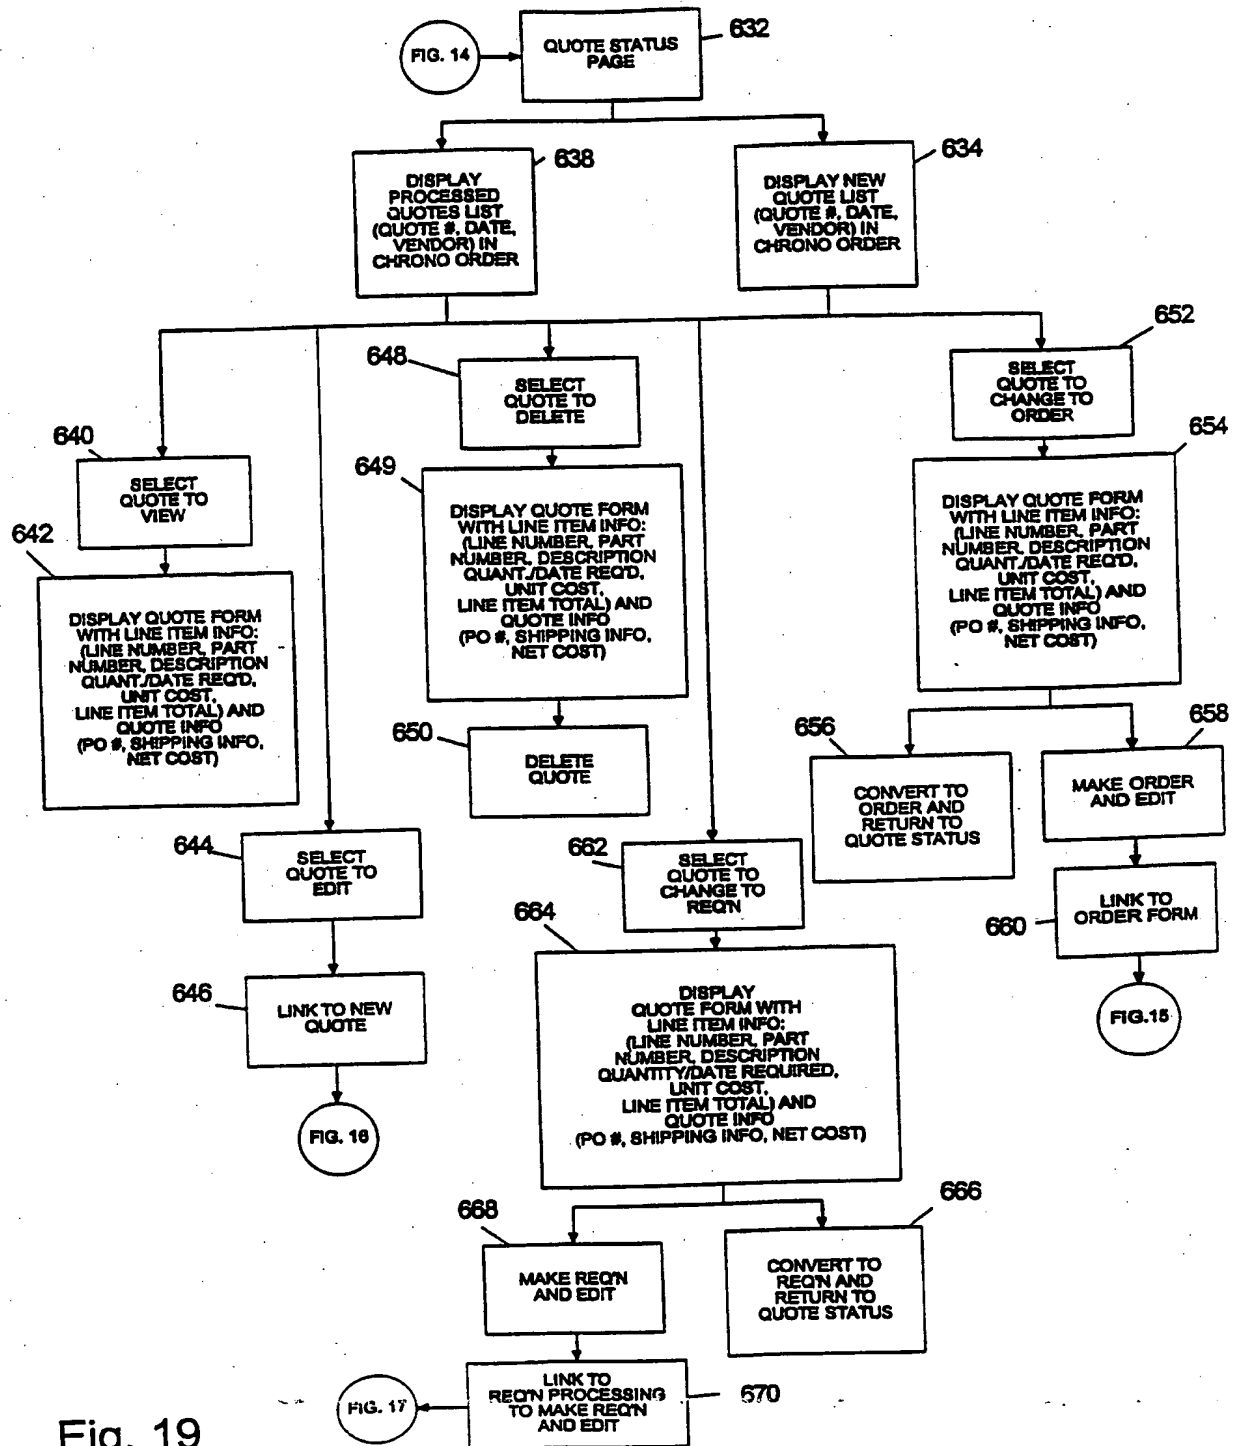 FIG. 14
QUOTE STATUS
PAGE
632
638
DISPLAY
PROCESSED
QUOTES LIST
(QUOTE #, DATE,
VENDOR) IN
CHRONO ORDER
634
DISPLAY NEW
QUOTE LIST
(QUOTE #, DATE,
VENDOR) IN
CHRONO ORDER
648
SELECT
QUOTE TO
DELETE
652
SELECT
QUOTE TO
CHANGE TO
ORDER
640
SELECT
QUOTE TO
VIEW
642
DISPLAY QUOTE FORM
WITH LINE ITEM INFO:
(LINE NUMBER, PART
NUMBER, DESCRIPTION
QUANT./DATE REQ'D,
UNIT COST,
LINE ITEM TOTAL) AND
QUOTE INFO
(PO #, SHIPPING INFO,
NET COST)
649
DISPLAY QUOTE FORM
WITH LINE ITEM INFO:
(LINE NUMBER, PART
NUMBER, DESCRIPTION
QUANT./DATE REQ'D,
UNIT COST,
LINE ITEM TOTAL) AND
QUOTE INFO
(PO #, SHIPPING INFO,
NET COST)
654
DISPLAY QUOTE FORM
WITH LINE ITEM INFO:
(LINE NUMBER, PART
NUMBER, DESCRIPTION
QUANT./DATE REQ'D,
UNIT COST,
LINE ITEM TOTAL) AND
QUOTE INFO
(PO #, SHIPPING INFO,
NET COST)
650
DELETE
QUOTE
656
CONVERT TO
ORDER AND
RETURN TO
QUOTE STATUS
658
MAKE ORDER
AND EDIT
644
SELECT
QUOTE TO
EDIT
662
SELECT
QUOTE TO
CHANGE TO
REQ'N
660
LINK TO
ORDER FORM
FIG.15
646
LINK TO NEW
QUOTE
FIG. 16
664
DISPLAY
QUOTE FORM WITH
LINE ITEM INFO:
(LINE NUMBER, PART
NUMBER, DESCRIPTION
QUANTITY/DATE REQUIRED,
UNIT COST,
LINE ITEM TOTAL) AND
QUOTE INFO
(PO #, SHIPPING INFO, NET COST)
668
MAKE REQ'N
AND EDIT
666
CONVERT TO
REQ'N AND
RETURN TO
QUOTE STATUS
FIG. 17
LINK TO
REQ'N PROCESSING
TO MAKE REQ'N
AND EDIT
670
Fig. 19